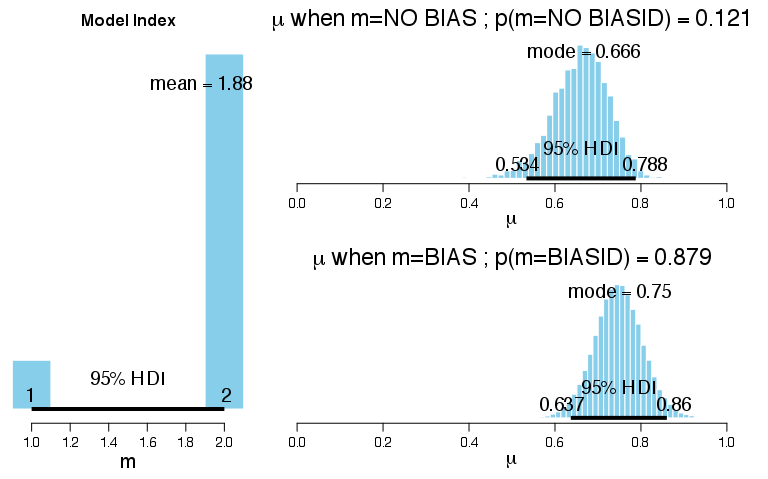 Model Index
mean = 1.88
95% HDI
1 2
1.0 1.2 1.4 1.6 1.8 2.0
m
μ when m=NO BIAS ; p(m=NO BIASID) = 0.121
mode = 0.666
95% HDI
0.534 0.788
0.0 0.2 0.4 0.6 0.8 1.0
μ
μ when m=BIAS ; p(m=BIASID) = 0.879
mode = 0.75
95% HDI
0.637 0.86
0.0 0.2 0.4 0.6 0.8 1.0
μ